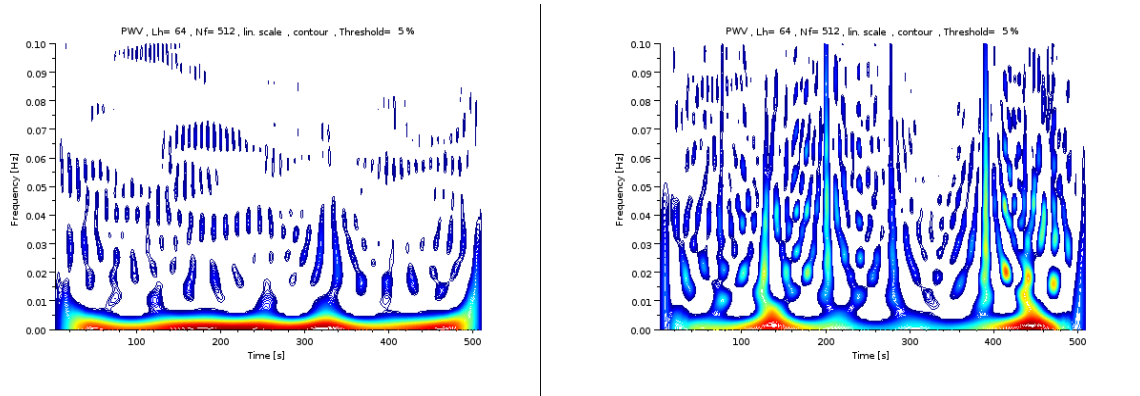 PWV , Lh= 64 , Nf= 512 , lin. scale , contour , Threshold= 5 %
0.10
0.09
0.08
0.07
0.06
0.05
0.04
0.03
0.02
0.01
0.00
Frequency [Hz]
100 200 300 400 500
Time [s]
PWV , Lh= 64 , Nf= 512 , lin. scale , contour , Threshold= 5 %
0.10
0.09
0.08
0.07
0.06
0.05
0.04
0.03
0.02
0.01
0.00
Frequency [Hz]
100 200 300 400 500
Time [s]